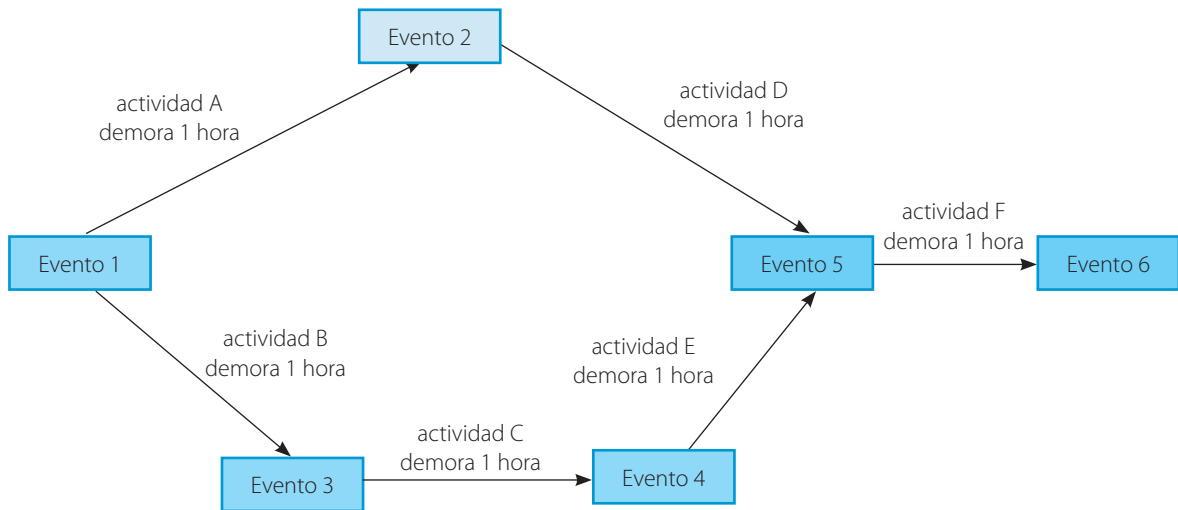 Evento 2
actividad A
demora 1 hora
actividad D
demora 1 hora
Evento 1
Evento 5
actividad F
demora 1 hora
Evento 6
actividad B
demora 1 hora
actividad E
demora 1 hora
actividad C
demora 1 hora
Evento 3
Evento 4